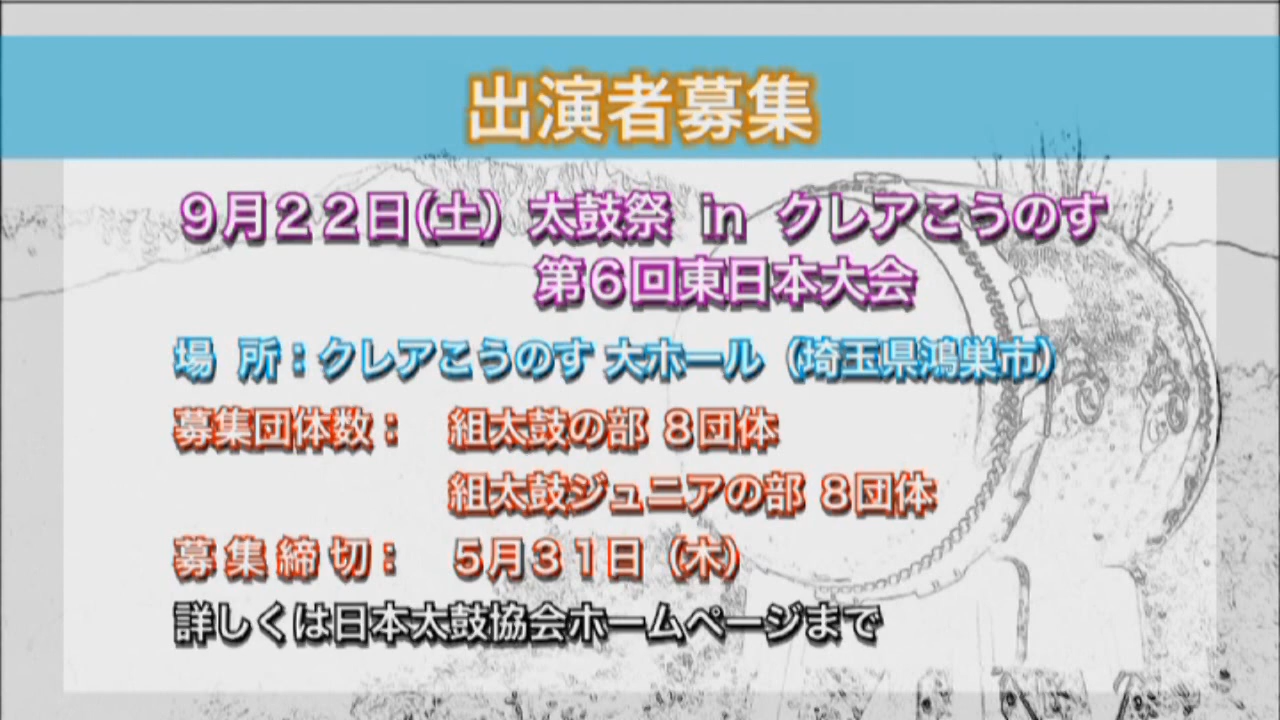 出演者募集
９月２２日（土） 太鼓祭 in クレアこうのす
第６回東日本大会
場 所：クレアこうのす 大ホール（埼玉県鴻巣市）
募集団体数： 組太鼓の部 ８団体
組太鼓ジュニアの部 ８団体
募 集 締 切： ５月３１日（木）
詳しくは日本太鼓協会ホームページまで